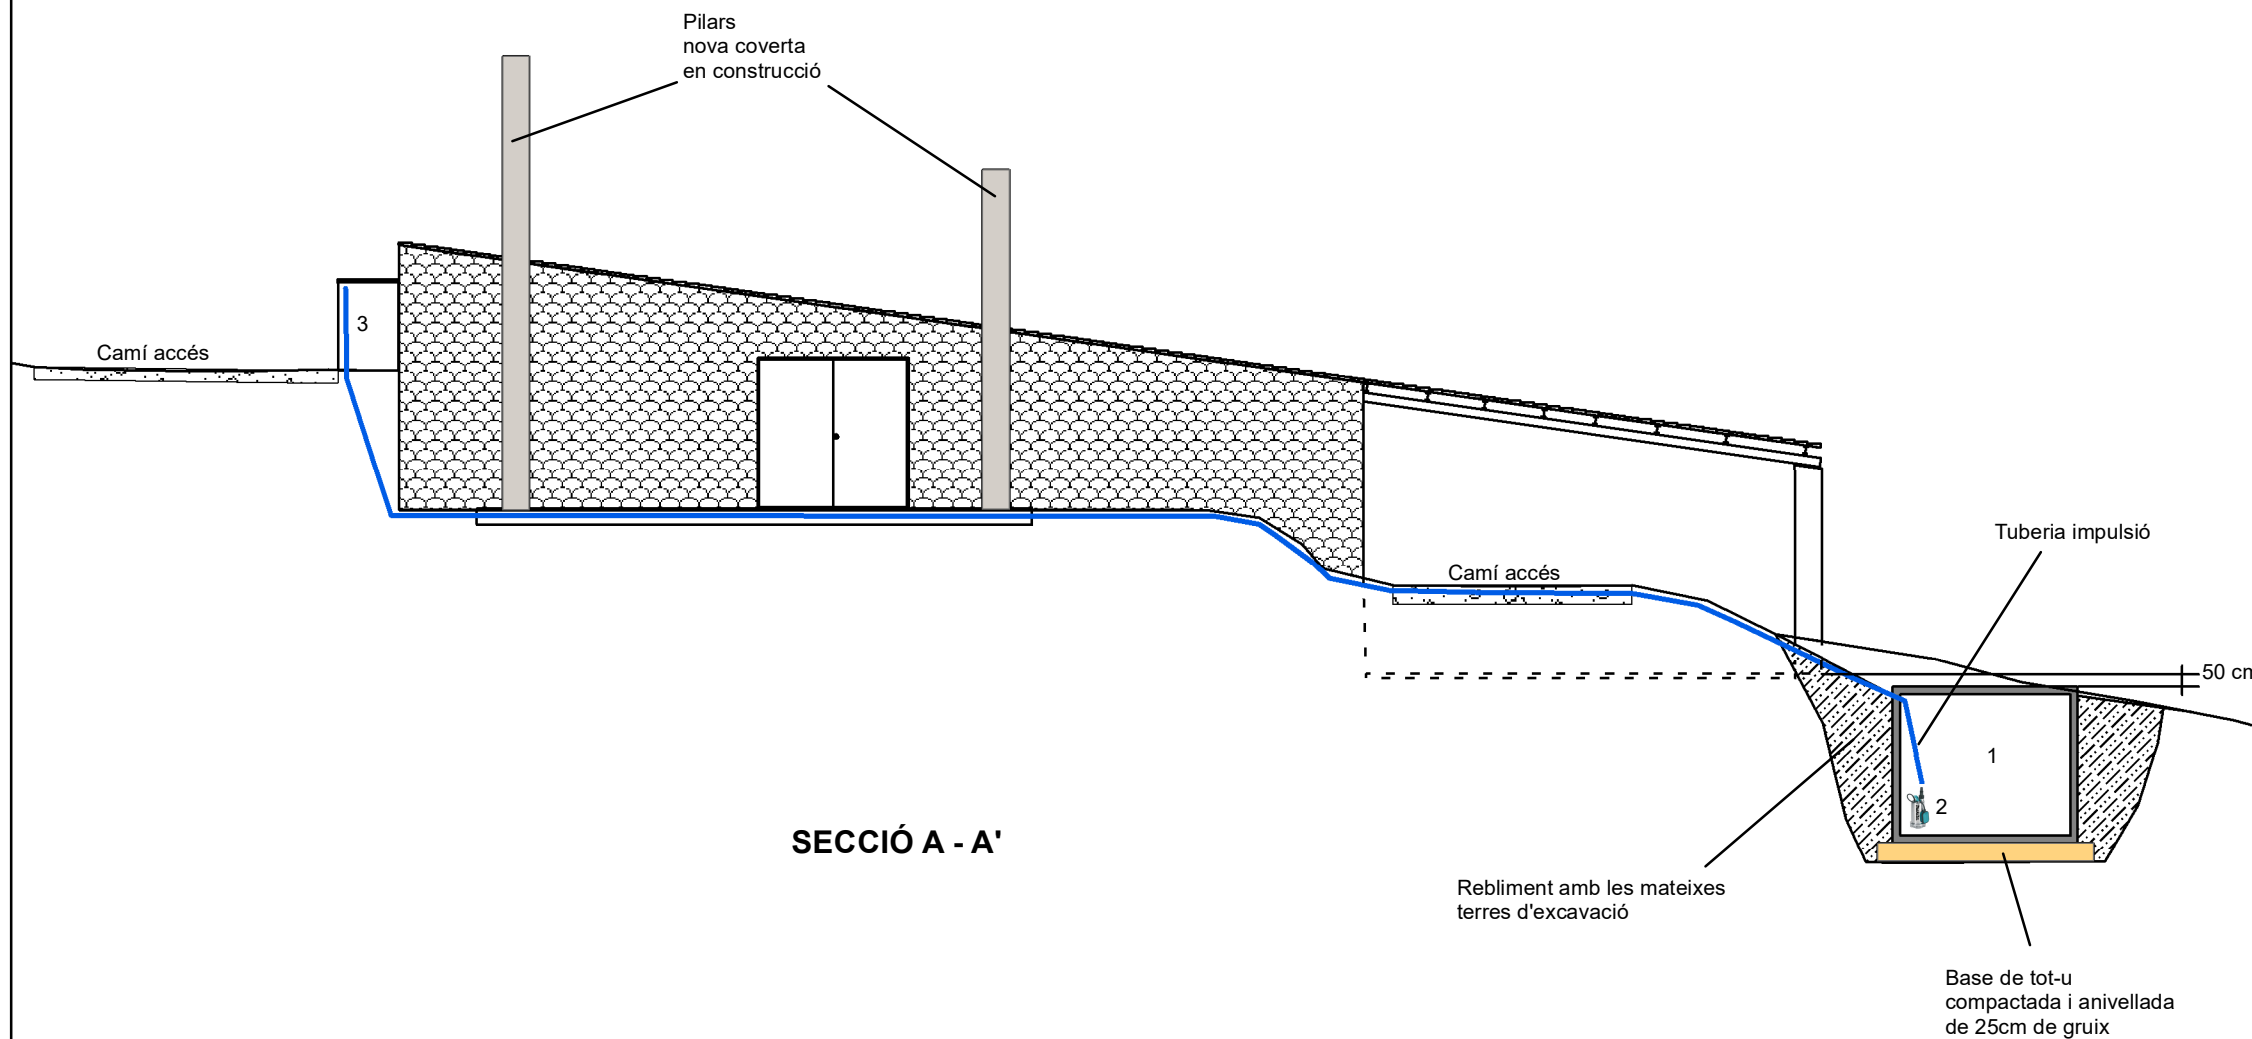 Pilars
nova coverta
en construcció
3
Camí accés
Tuberia impulsió
Camí accés
50 cm
1
2
SECCIÓ A - A'
Rebliment amb les mateixes
terres d'excavació
Base de tot-u
compactada i anivellada
de 25cm de gruix